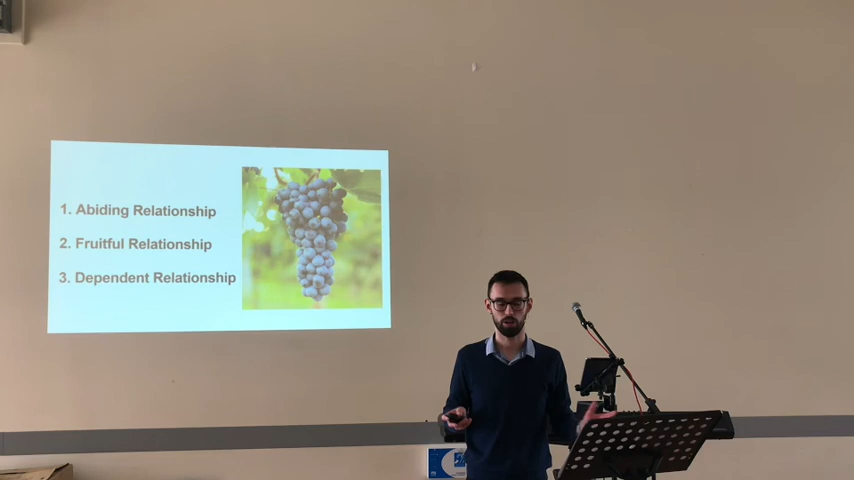 1. Abiding Relationship
2. Fruitful Relationship
3. Dependent Relationship